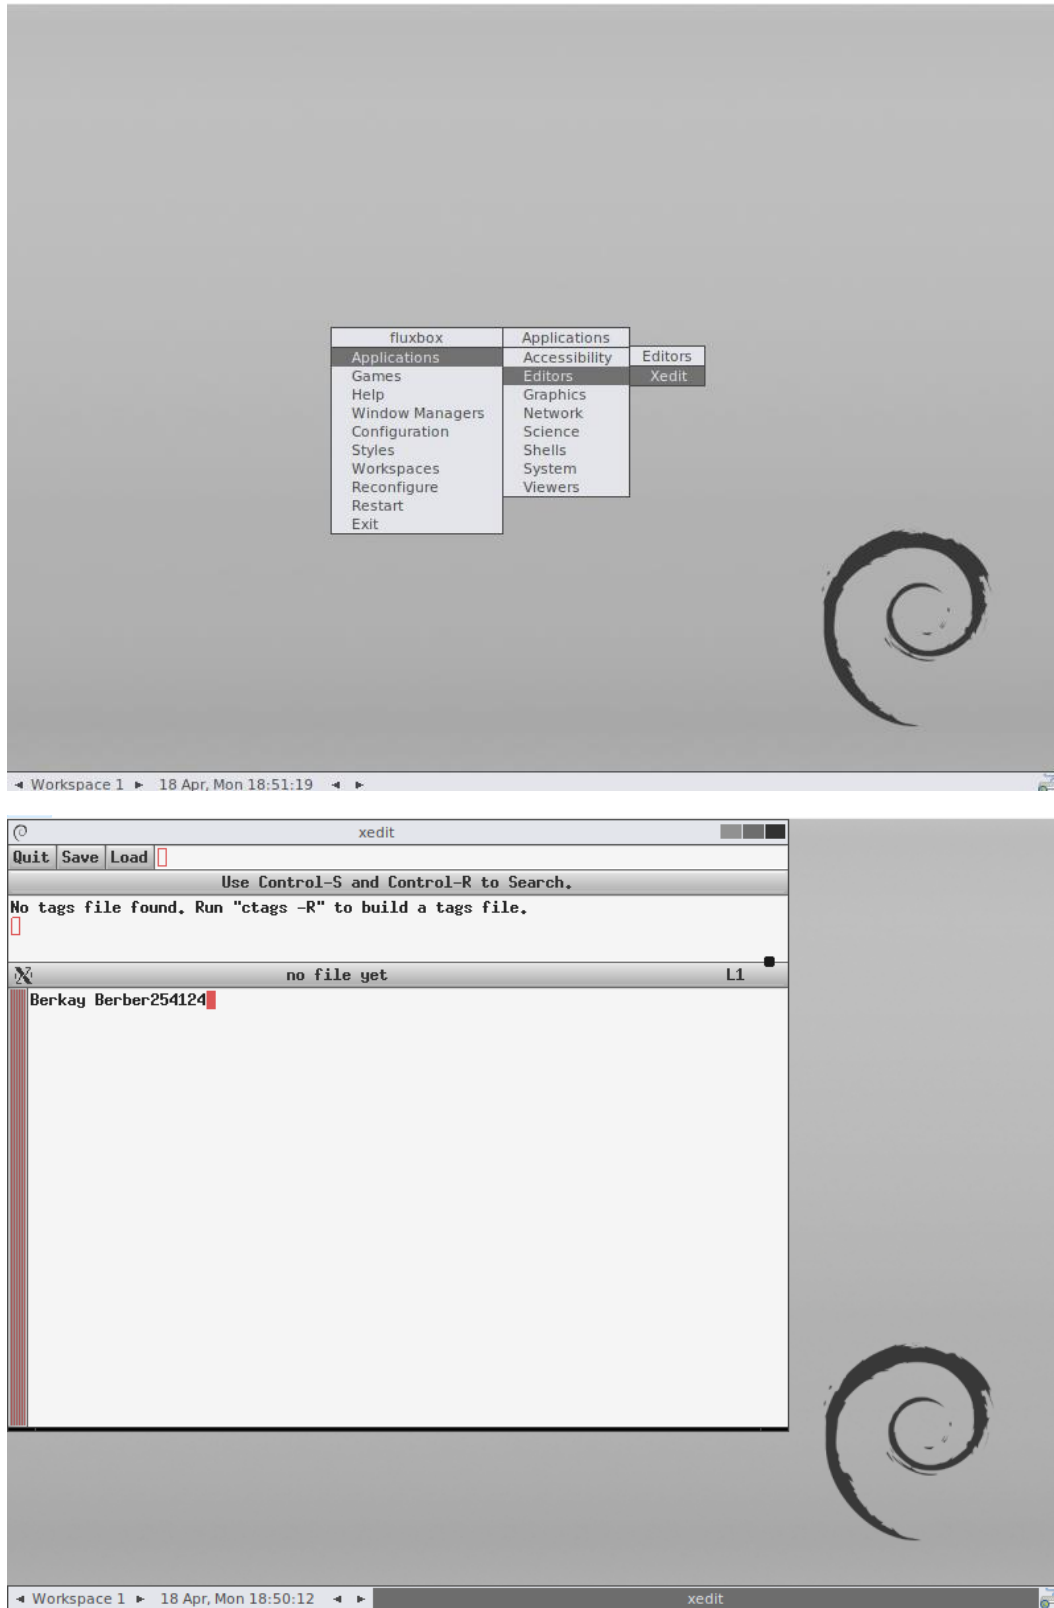 fluxbox
Applications
Games
Help
Window Managers
Configuration
Styles
Workspaces
Reconfigure
Restart
Exit
Applications
Accessibility
Editors
Graphics
Network
Science
Shells
System
Viewers
Editors
Xedit
Workspace 1 18 Apr, Mon 18:51:19
xedit
Quit Save Load
Use Control-S and Control-R to Search.
No tags file found. Run "ctags -R" to build a tags file.
no file yet L1
Berkay Berber254124
Workspace 1 18 Apr, Mon 18:50:12 xedit